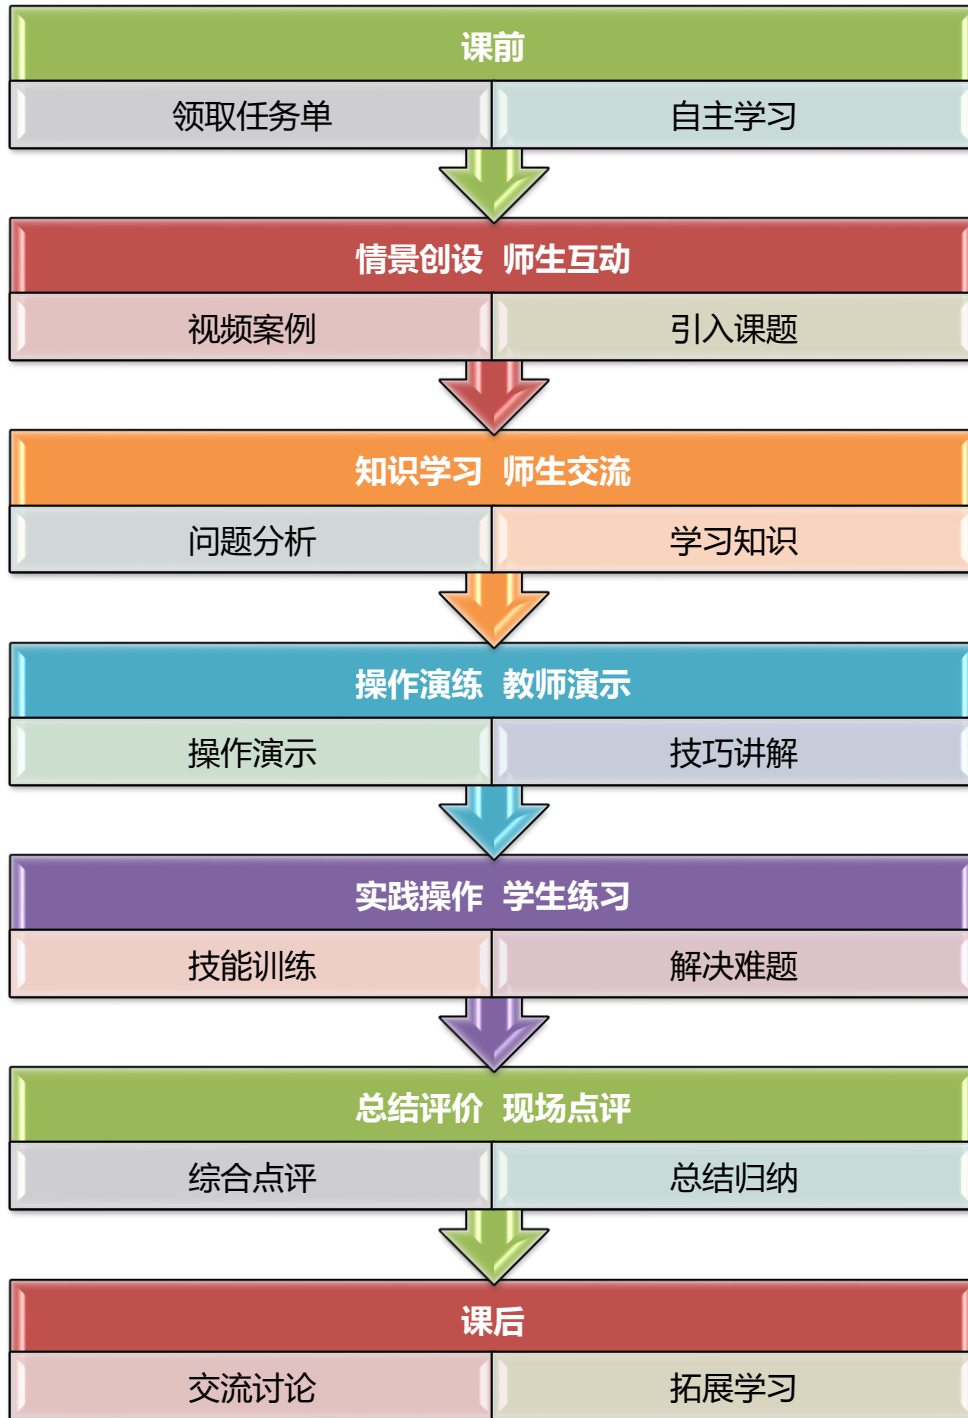 课前
领取任务单 自主学习
情景创设 师生互动
视频案例 引入课题
知识学习 师生交流
问题分析 学习知识
操作演练 教师演示
操作演示 技巧讲解
实践操作 学生练习
技能训练 解决难题
总结评价 现场点评
综合点评 总结归纳
课后
交流讨论 拓展学习